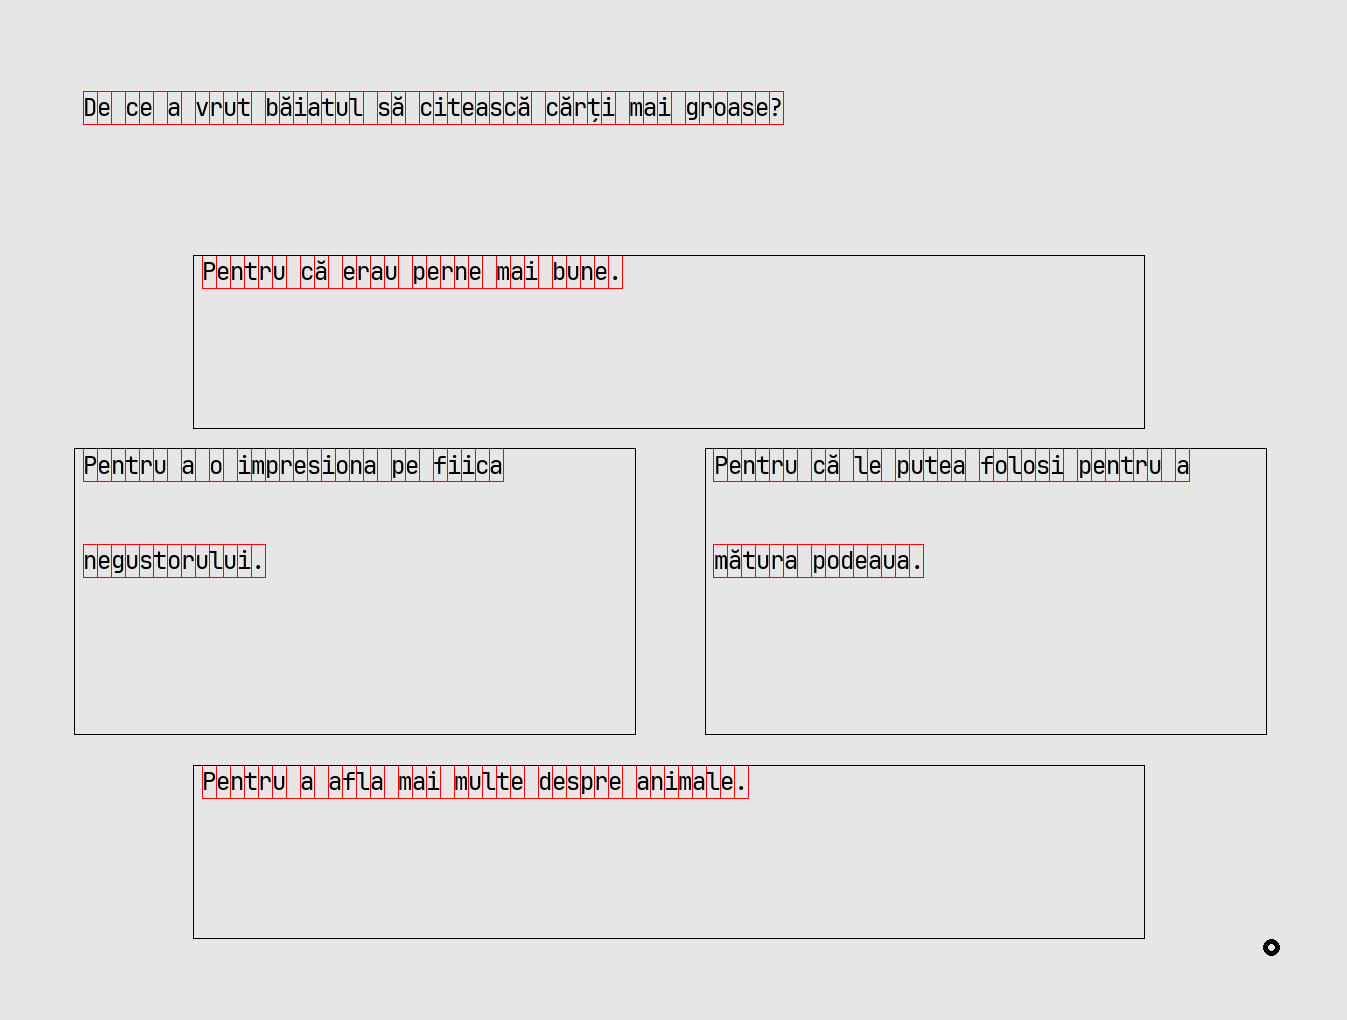 De ce a vrut băiatul să citească cărți mai groase?
Pentru că erau perne mai bune.
Pentru a o impresiona pe fiica
negustorului.
Pentru că le putea folosi pentru a
mătura podeaua.
Pentru a afla mai multe despre animale.